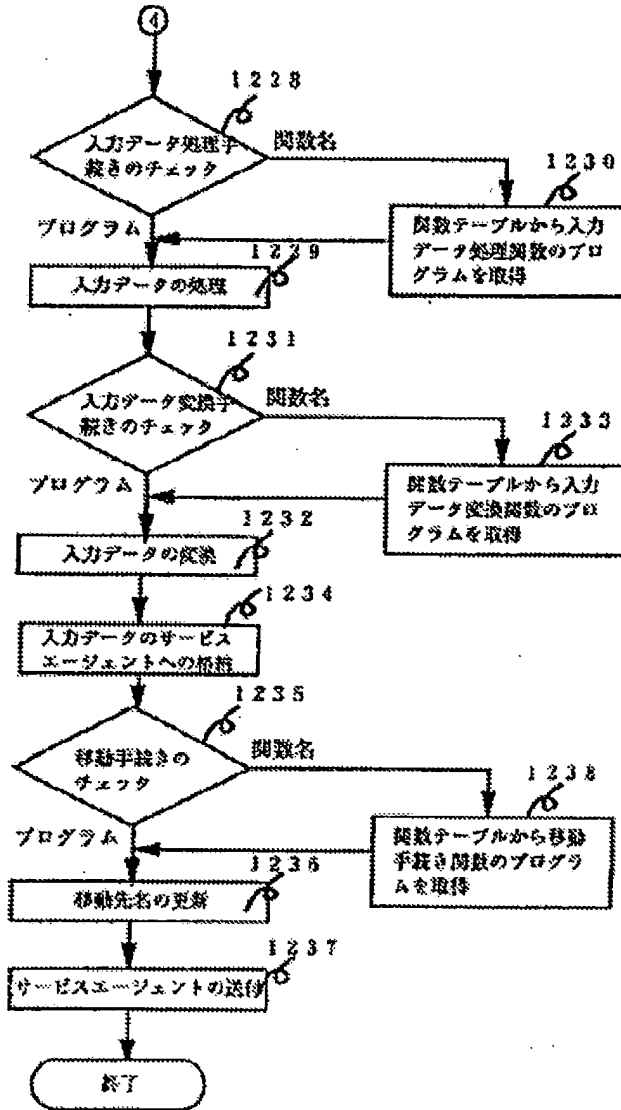 4
1228
入力データ処理手
続きのチェック
関数名
1230
関数テーブルから入力
データ処理関数のプロ
グラムを取得
プログラム
1229
入力データの処理
1231
入力データ変換手
続きのチェック
関数名
1233
関数テーブルから入力
データ変換関数のプロ
グラムを取得
プログラム
1232
入力データの変換
1234
入力データのサービス
エージェントへの格納
1235
移動手続きの
チェック
関数名
1238
関数テーブルから移動
手続き関数のプログラ
ムを取得
プログラム
1236
移動先名の更新
1237
サービスエージェントの送付
終了